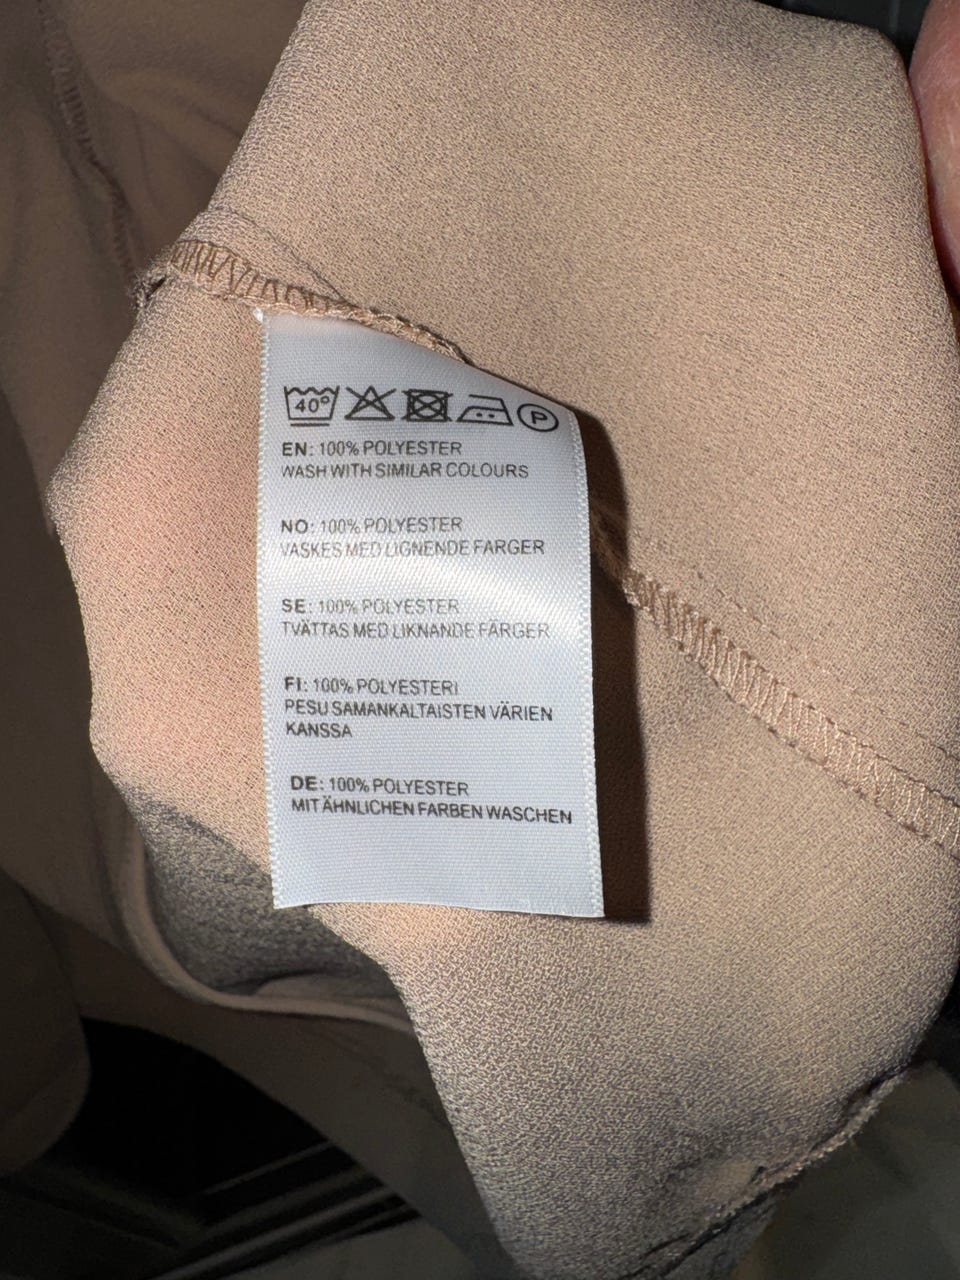 40°
P
EN: 100% POLYESTER
WASH WITH SIMILAR COLOURS
NO: 100% POLYESTER
VASKES MED LIGNENDE FARGER
SE: 100% POLYESTER
TVÄTTAS MED LIKNANDE FÄRGER
FI: 100% POLYESTERI
PESU SAMANKALTAISTEN VÄRIEN
KANSSA
DE: 100% POLYESTER
MIT ÄHNLICHEN FARBEN WASCHEN